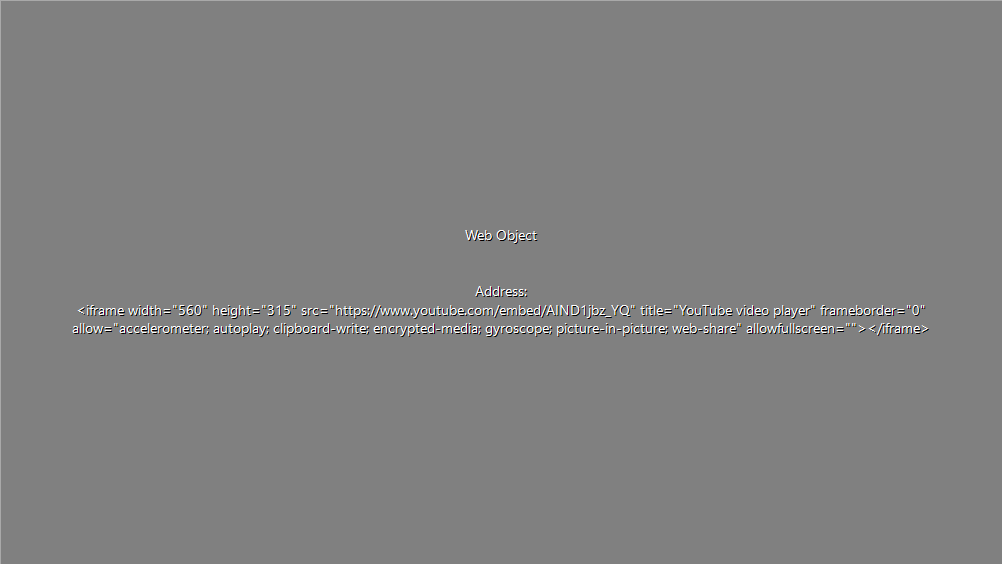 Web Object
Address:
<iframe width="560" height="315" src="https://www.youtube.com/embed/AIND1jbz_YQ" title="YouTube video player" frameborder="0"
allow="accelerometer; autoplay; clipboard-write; encrypted-media; gyroscope; picture-in-picture; web-share" allowfullscreen=""></iframe>